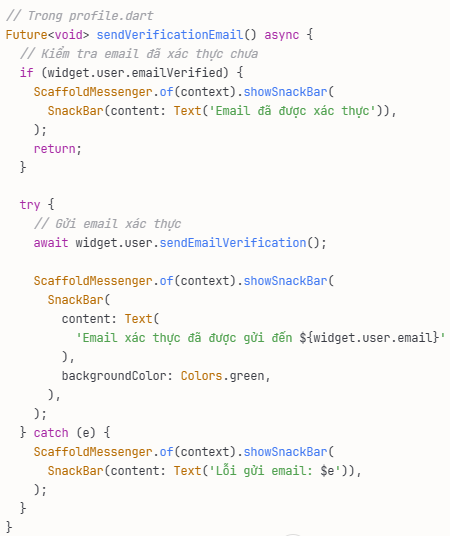 // Trong profile.dart
Future<void> sendVerificationEmail() async {
  // Kiểm tra email đã xác thực chưa
  if (widget.user.emailVerified) {
    ScaffoldMessenger.of(context).showSnackBar(
      SnackBar(content: Text('Email đã được xác thực')),
    );
    return;
  }

  try {
    // Gửi email xác thực
    await widget.user.sendEmailVerification();

    ScaffoldMessenger.of(context).showSnackBar(
      SnackBar(
        content: Text(
          'Email xác thực đã được gửi đến ${widget.user.email}'
        ),
        backgroundColor: Colors.green,
      ),
    );
  } catch (e) {
    ScaffoldMessenger.of(context).showSnackBar(
      SnackBar(content: Text('Lỗi gửi email: $e')),
    );
  }
}